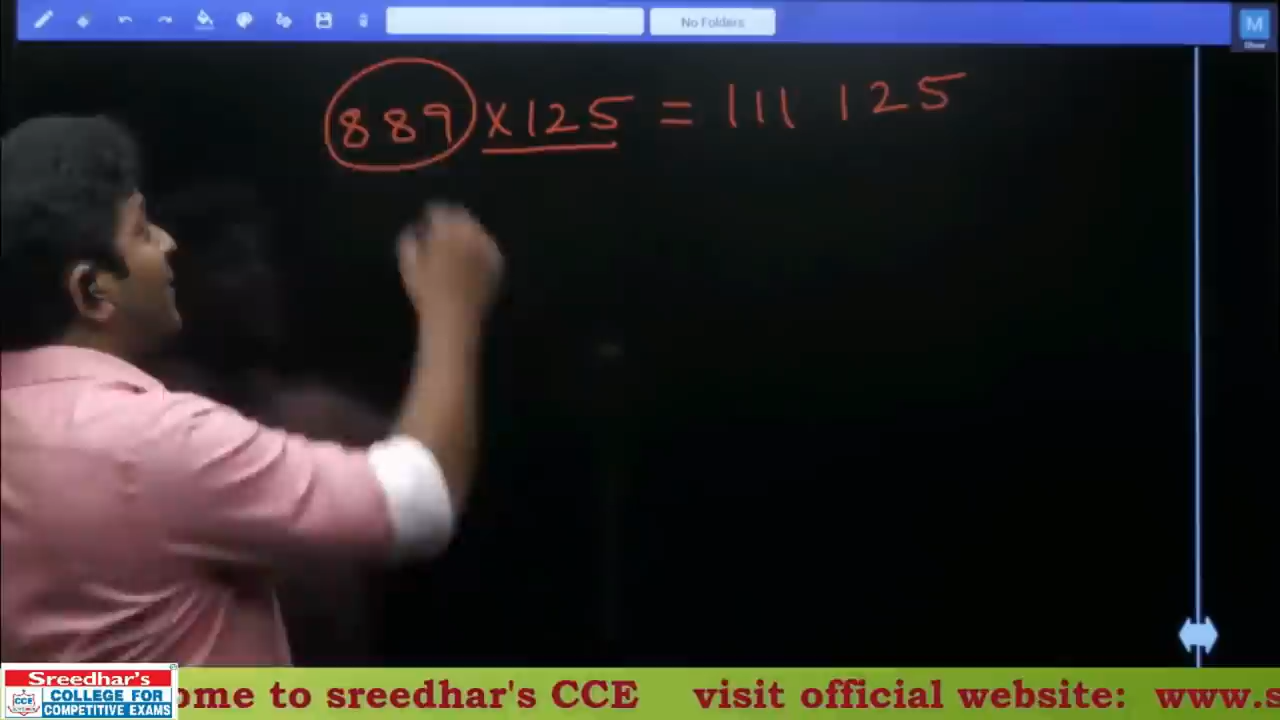 No Folders
M
Show
889 × 125 = 111 125
Sreedhar's
CCE
COLLEGE FOR
COMPETITIVE EXAMS
ome to sreedhar's CCE visit official website: www.s